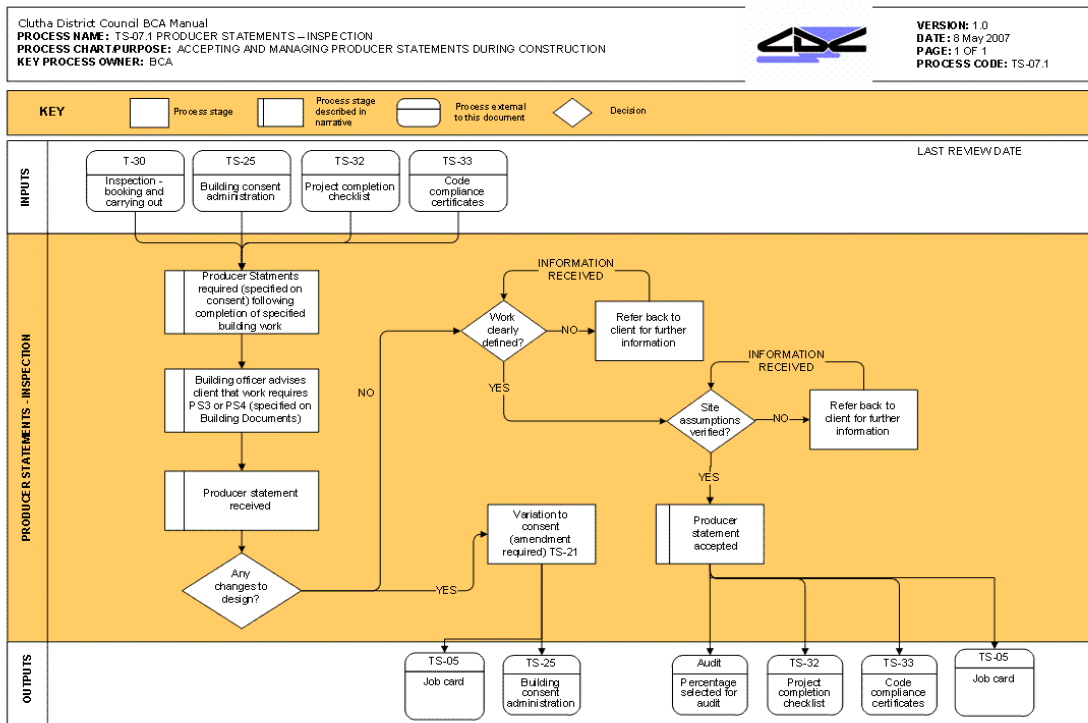 Clutha District Council BCA Manual
PROCESS NAME: TS-07.1 PRODUCER STATEMENTS – INSPECTION
PROCESS CHART/PURPOSE: ACCEPTING AND MANAGING PRODUCER STATEMENTS DURING CONSTRUCTION
KEY PROCESS OWNER: BCA
CDC
VERSION: 1.0
DATE: 8 May 2007
PAGE: 1 OF 1
PROCESS CODE: TS-07.1
KEY
Process stage
Process stage
described in
narrative
Process external
to this document
Decision
INPUTS
LAST REVIEW DATE
T-30
Inspection -
booking and
carrying out
TS-25
Building consent
administration
TS-32
Project completion
checklist
TS-33
Code
compliance
certificates
PRODUCER STATEMENTS - INSPECTION
Producer Statments
required (specified on
consent) following
completion of specified
building work
Building officer advises
client that work requires
PS3 or PS4 (specified on
Building Documents)
Producer statement
received
Any
changes to
design?
NO
YES
Variation to
consent
(amendment
required) TS-21
INFORMATION
RECEIVED
Work
clearly
defined?
NO
Refer back to
client for further
information
YES
INFORMATION
RECEIVED
Site
assumptions
verified?
NO
Refer back to
client for further
information
YES
Producer
statement
accepted
OUTPUTS
TS-05
Job card
TS-25
Building
consent
administration
Audit
Percentage
selected for
audit
TS-32
Project
completion
checklist
TS-33
Code
compliance
certificates
TS-05
Job card